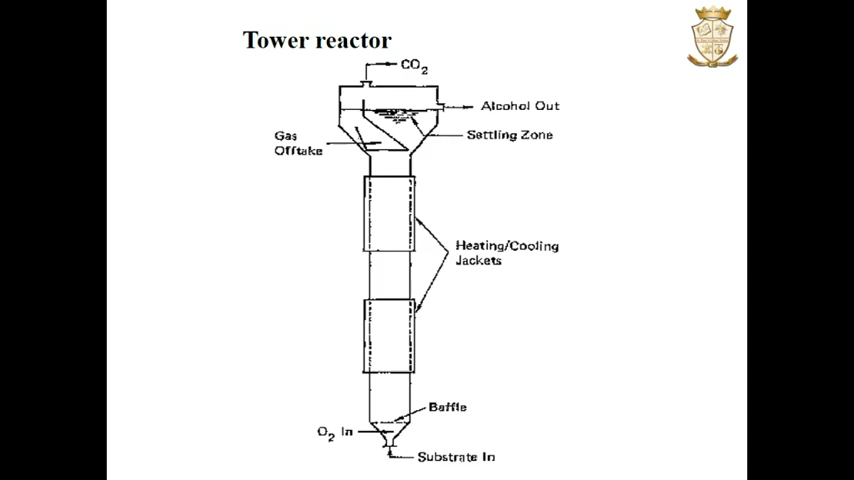 Tower reactor
CO2
Alcohol Out
Settling Zone
Gas
Offtake
Heating/Cooling
Jackets
Baffle
O2 In
Substrate In